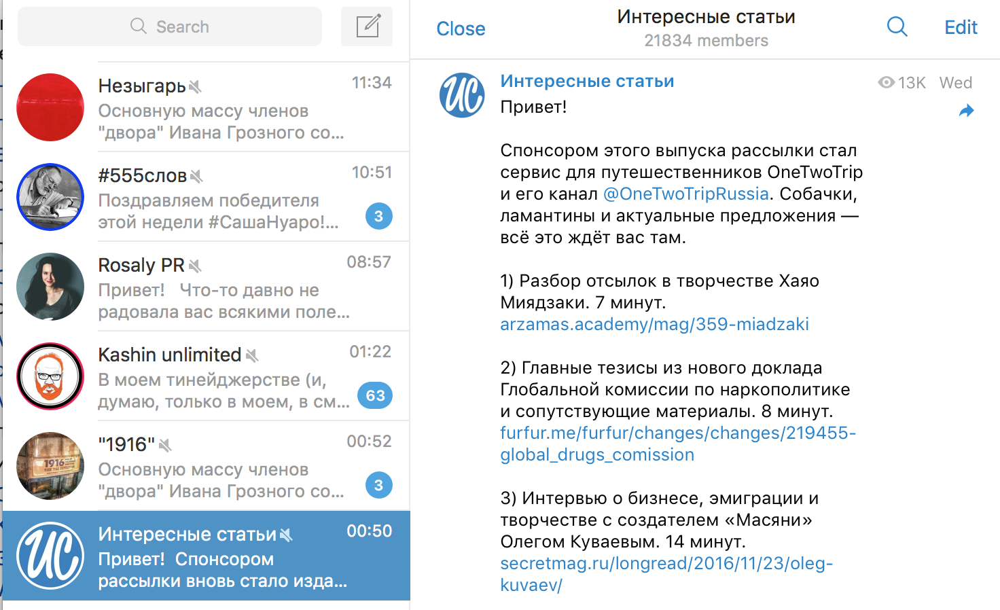 Search
Незыгарь
11:34
Основную массу членов
"двора" Ивана Грозного со...
#555слов
10:51
Поздравляем победителя
этой недели #СашаНуаро!...
3
Rosaly PR
08:57
Привет! Что-то давно не
радовала вас всякими поле...
Kashin unlimited
01:22
В моем тинейджерстве (и,
думаю, только в моем, в см...
63
"1916"
00:52
1916
Основную массу членов
"двора" Ивана Грозного со...
3
ИС
Интересные статьи
00:50
Привет! Спонсором
рассылки вновь стало изда...
Close
Интересные статьи
21834 members
Edit
ИС
Интересные статьи
13K Wed
Привет!
Спонсором этого выпуска рассылки стал
сервис для путешественников OneTwoTrip
и его канал @OneTwoTripRussia. Собачки,
ламантины и актуальные предложения —
всё это ждёт вас там.
1) Разбор отсылок в творчестве Хаяо
Миядзаки. 7 минут.
arzamas.academy/mag/359-miadzaki
2) Главные тезисы из нового доклада
Глобальной комиссии по наркополитике
и сопутствующие материалы. 8 минут.
furfur.me/furfur/changes/changes/219455-
global_drugs_comission
3) Интервью о бизнесе, эмиграции и
творчестве с создателем «Масяни»
Олегом Куваевым. 14 минут.
secretmag.ru/longread/2016/11/23/oleg-
kuvaev/